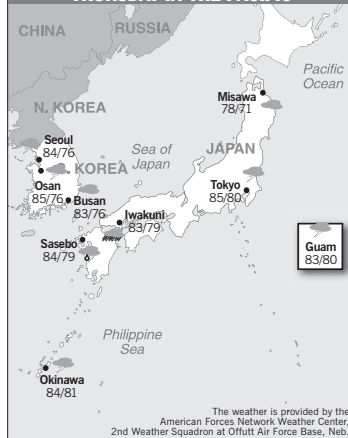 CHINA
RUSSIA
Pacific
Ocean
Misawa
78/71
N. KOREA
Seoul
84/76
Sea of
Japan
JAPAN
. KOREA
Osan
85/76
Busan
83/76
Tokyo
85/80
Iwakuni
83/79
Sasebo
84/79
Guam
83/80
Philippine
Sea
Okinawa
84/81
The weather is provided by the
American Forces Network Weather Center,
2nd Weather Squadron at Offutt Air Force Base, Neb.